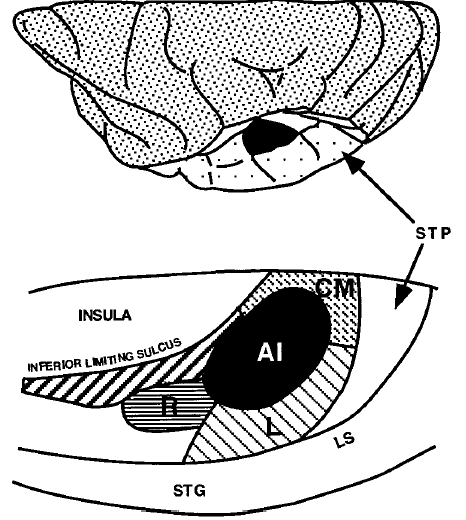 STP
CM
INSULA
AI
INFERIOR LIMITING SULCUS
R
L
LS
STG